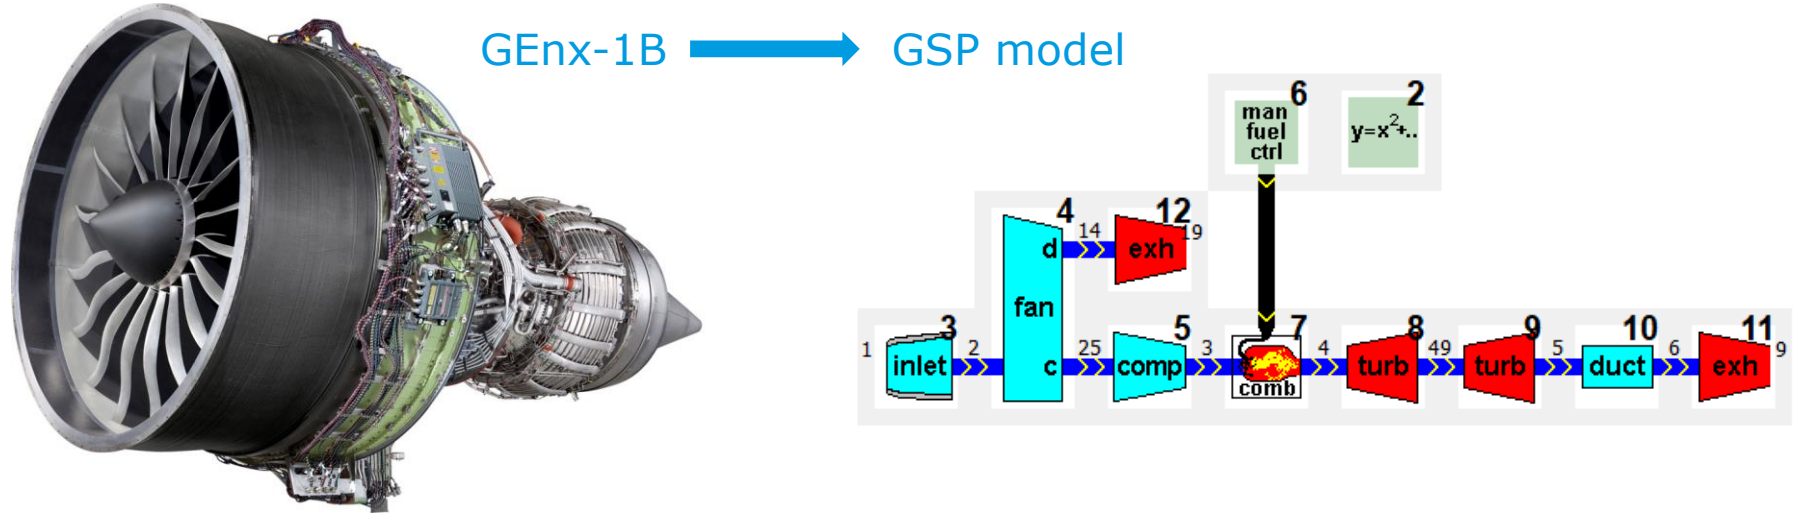 GEnx-1B
GSP model
6
man
fuel
ctrl
2
y=x²+..
4
14
12
19
d
exh
fan
1
3
inlet
2
c
25
5
comp
3
7
comb
4
8
turb
49
9
turb
5
10
duct
6
11
exh
9